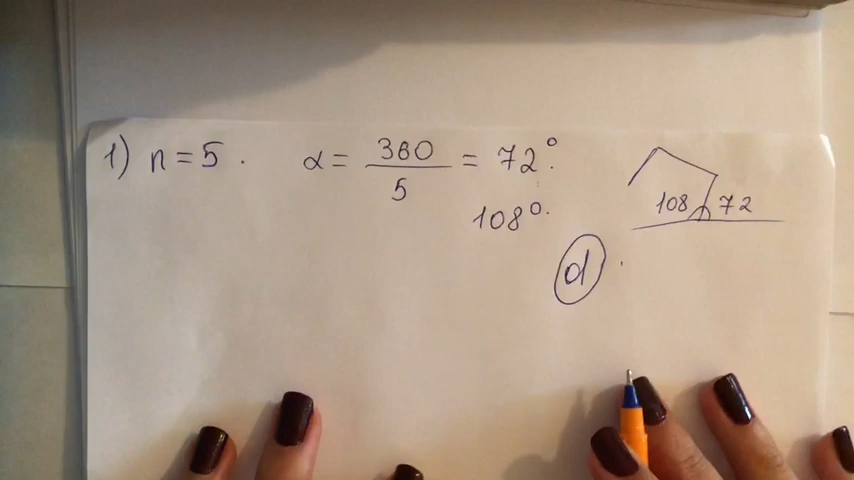 1) n = 5 . α = 360/5 = 72°.
108°.
108 72
d .